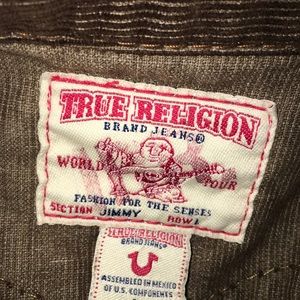 TRUE RELIGION
BRAND JEANS®
WORLD TOUR
FASHION FOR THE SENSES
SECTION JIMMY ROW
TRUE RELIGION
BRAND JEANS®
ASSEMBLED IN MEXICO
OF U.S. COMPONENTS